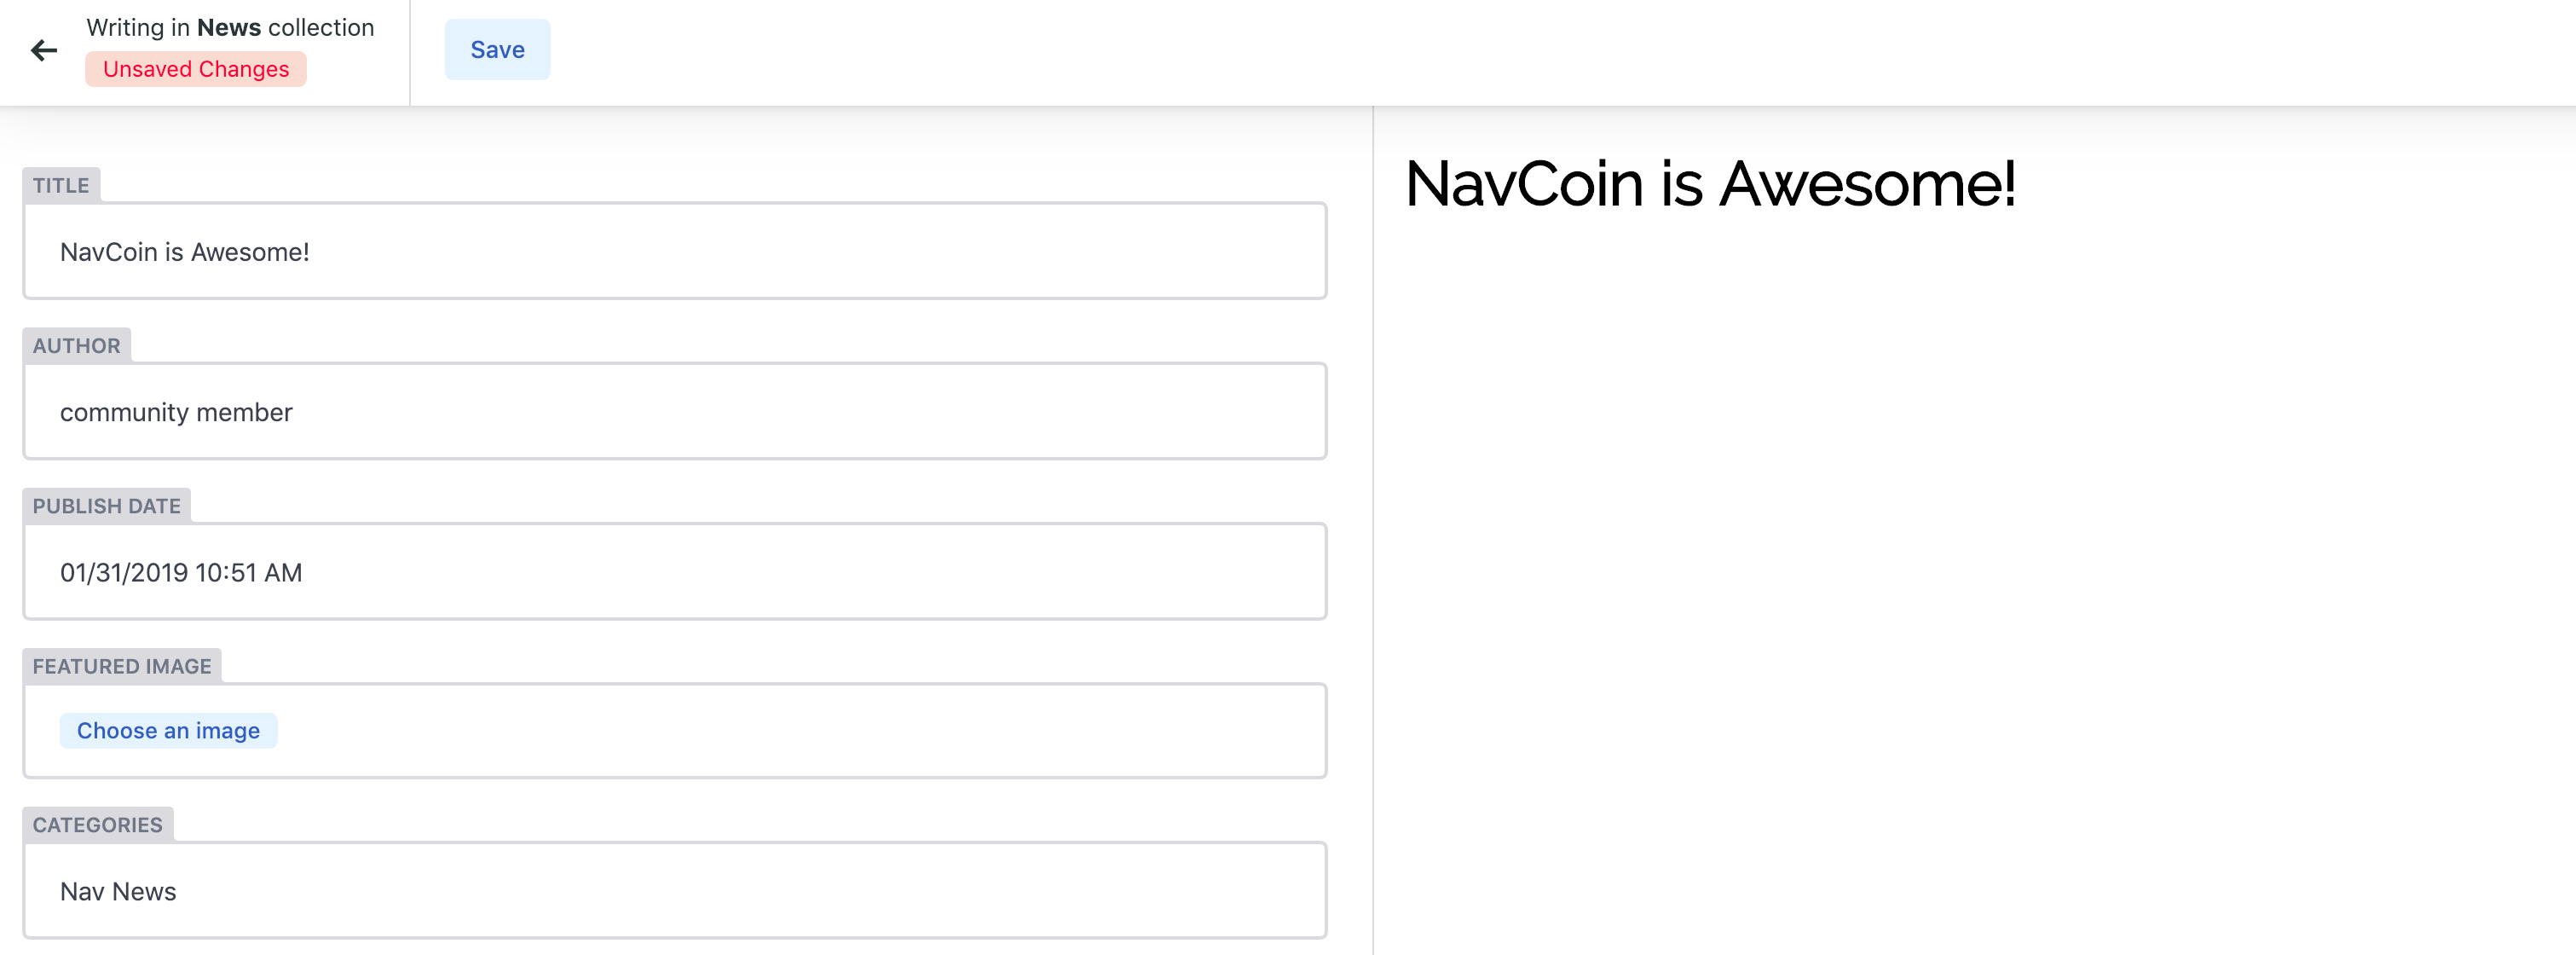 Writing in News collection
Unsaved Changes
Save
TITLE
NavCoin is Awesome!
AUTHOR
community member
PUBLISH DATE
01/31/2019 10:51 AM
FEATURED IMAGE
Choose an image
CATEGORIES
Nav News
NavCoin is Awesome!